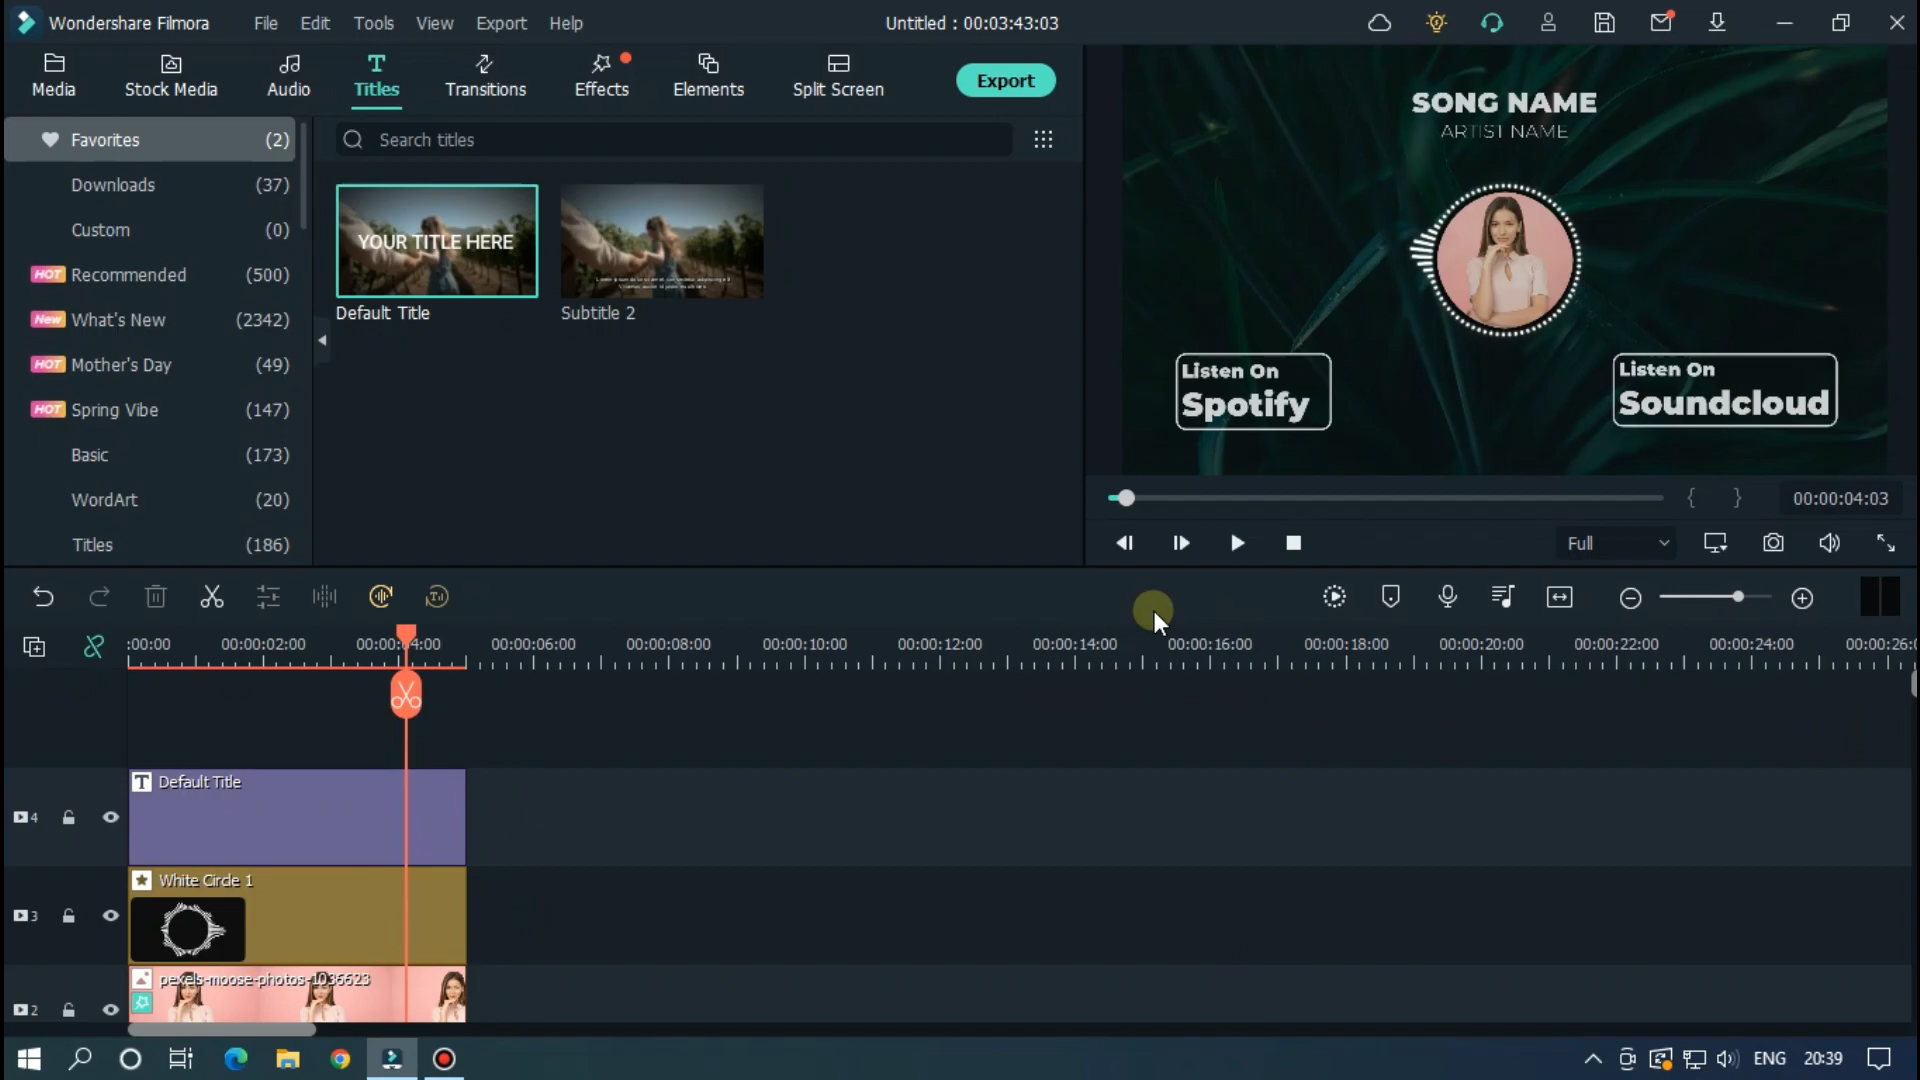 Wondershare Filmora
File Edit Tools View Export Help
Untitled : 00:03:43:03
Media Stock Media Audio Titles Transitions Effects Elements Split Screen
Export
Favorites (2)
Downloads (37)
Custom (0)
HOT Recommended (500)
New What's New (2342)
HOT Mother's Day (49)
HOT Spring Vibe (147)
Basic (173)
WordArt (20)
Titles (186)
Search titles
YOUR TITLE HERE
Default Title
Subtitle 2
SONG NAME
ARTIST NAME
Listen On
Spotify
Listen On
Soundcloud
{ }
00:00:04:03
Full
:00:00 00:00:02:00 00:00:04:00 00:00:06:00 00:00:08:00 00:00:10:00 00:00:12:00 00:00:14:00 00:00:16:00 00:00:18:00 00:00:20:00 00:00:22:00 00:00:24:00 00:00:26:0
4
Default Title
3
White Circle 1
2
pexels-moose-photos-1036623
ENG 20:39